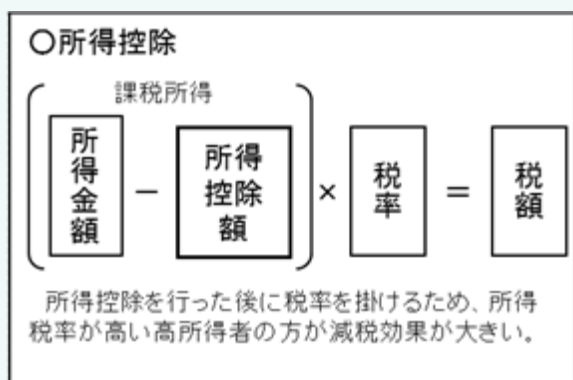 〇所得控除
課税所得
(所得金額 − 所得控除額) × 税率 = 税額
所得控除を行った後に税率を掛けるため、所得
税率が高い高所得者の方が減税効果が大きい。